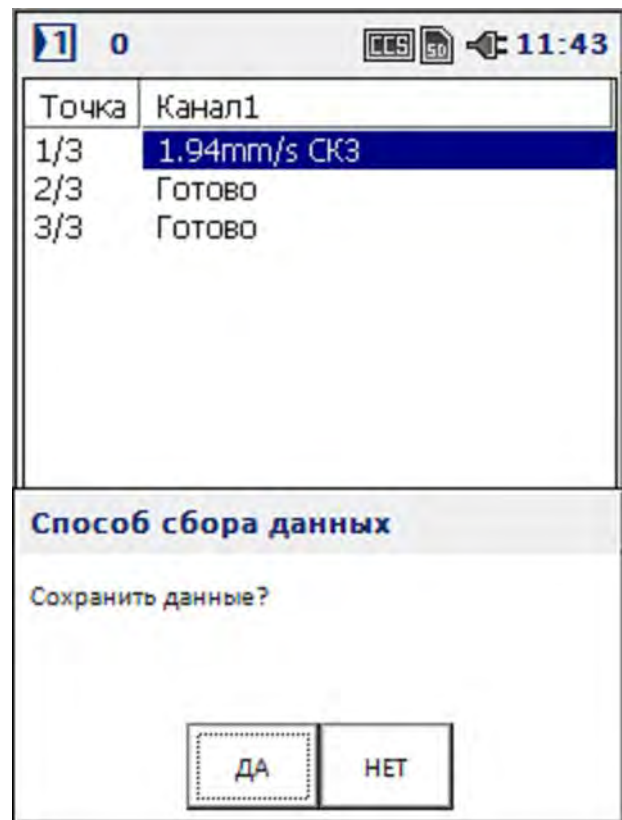 1 0 CCS SD 11:43
Точка Канал1
1/3 1.94mm/s СКЗ
2/3 Готово
3/3 Готово
Способ сбора данных
Сохранить данные?
ДА НЕТ